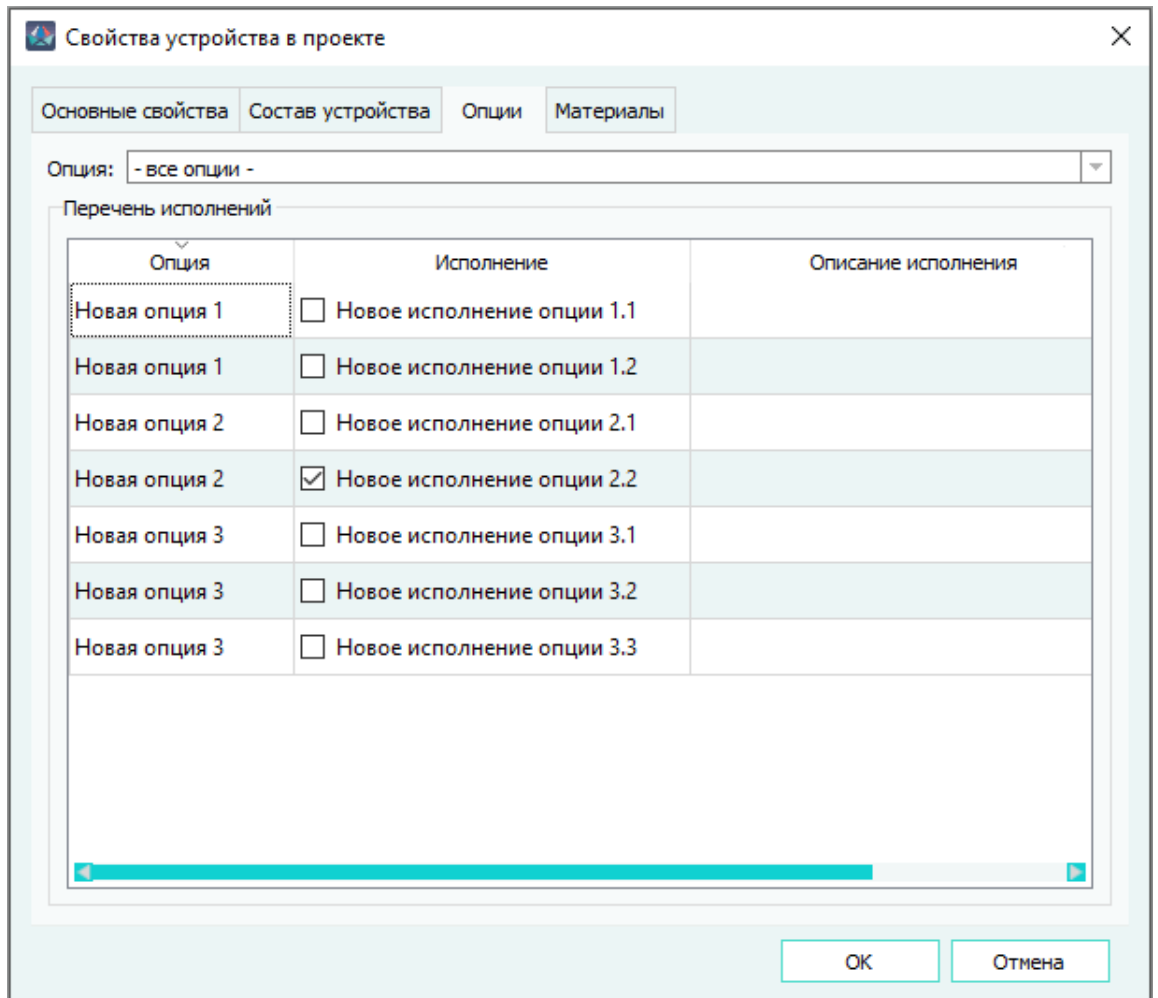 Свойства устройства в проекте
Основные свойства Состав устройства Опции Материалы
Опция: - все опции -
Перечень исполнений
Опция Исполнение Описание исполнения
Новая опция 1 Новое исполнение опции 1.1
Новая опция 1 Новое исполнение опции 1.2
Новая опция 2 Новое исполнение опции 2.1
Новая опция 2 Новое исполнение опции 2.2
Новая опция 3 Новое исполнение опции 3.1
Новая опция 3 Новое исполнение опции 3.2
Новая опция 3 Новое исполнение опции 3.3
ОК Отмена